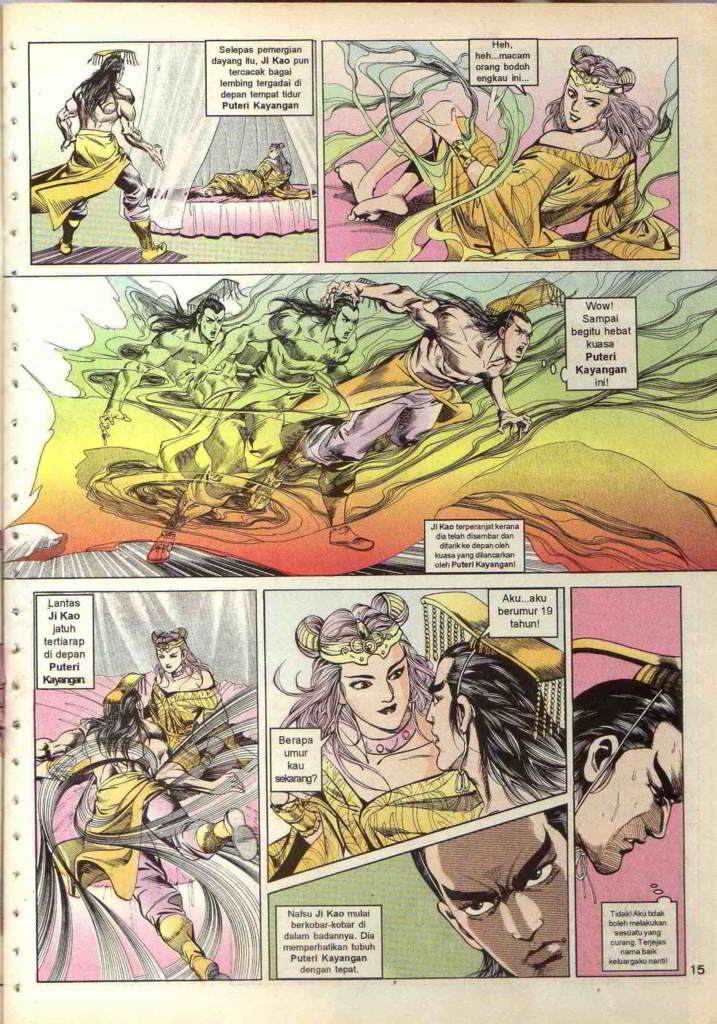 Selepas pemergian
dayang itu, JI Kao pun
tercacak bagai
lembing tergadai di
depan tempat tidur
Puteri Kayangan
Heh,
heh...macam
orang bodoh
engkau ini...
Wow!
Sampai
begitu hebat
kuasa
Puteri
Kayangan
ini!
JI Kao terperanjat kerana
dia telah disambar dan
ditarik ke depan oleh
kuasa yang dilancarkan
oleh Puteri Kayangan!
Lantas
Ji Kao
jatuh
tertiarap
di depan
Puteri
Kayangan.
Aku...aku
berumur 19
tahun!
Berapa
umur
kau
sekarang?
Nafsu Ji Kao mulai
berkobar-kobar di
dalam badannya. Dia
memperhatikan tubuh
Puteri Kayangan
dengan tepat.
Tidak! Aku tidak
boleh melakukan
sesuatu yang
curang. Terjejas
nama baik
keluargaku nanti!
15